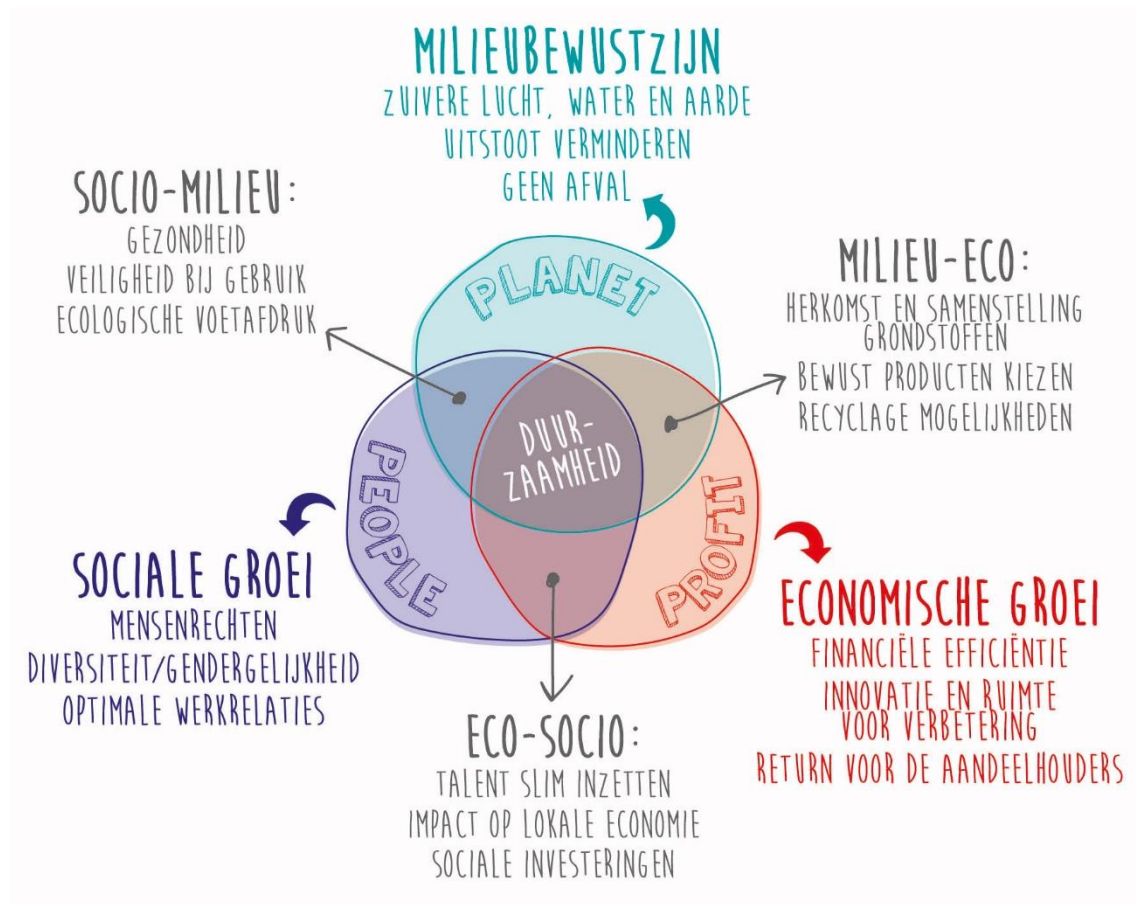 MILIEUBEWUSTZIJN
ZUIVERE LUCHT, WATER EN AARDE
UITSTOOT VERMINDEREN
GEEN AFVAL
SOCIO-MILIEU:
GEZONDHEID
VEILIGHEID BIJ GEBRUIK
ECOLOGISCHE VOETAFDRUK
MILIEU-ECO:
HERKOMST EN SAMENSTELLING
GRONDSTOFFEN
BEWUST PRODUCTEN KIEZEN
RECYCLAGE MOGELIJKHEDEN
PLANET
DUUR-
ZAAMHEID
PEOPLE
PROFIT
SOCIALE GROEI
MENSENRECHTEN
DIVERSITEIT/GENDERGELIJKHEID
OPTIMALE WERKRELATIES
ECONOMISCHE GROEI
FINANCIËLE EFFICIËNTIE
INNOVATIE EN RUIMTE
VOOR VERBETERING
RETURN VOOR DE AANDEELHOUDERS
ECO-SOCIO:
TALENT SLIM INZETTEN
IMPACT OP LOKALE ECONOMIE
SOCIALE INVESTERINGEN